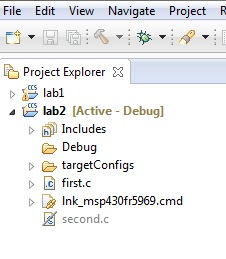 File Edit View Navigate Project
Project Explorer
lab1
lab2 [Active - Debug]
Includes
Debug
targetConfigs
first.c
lnk_msp430fr5969.cmd
second.c